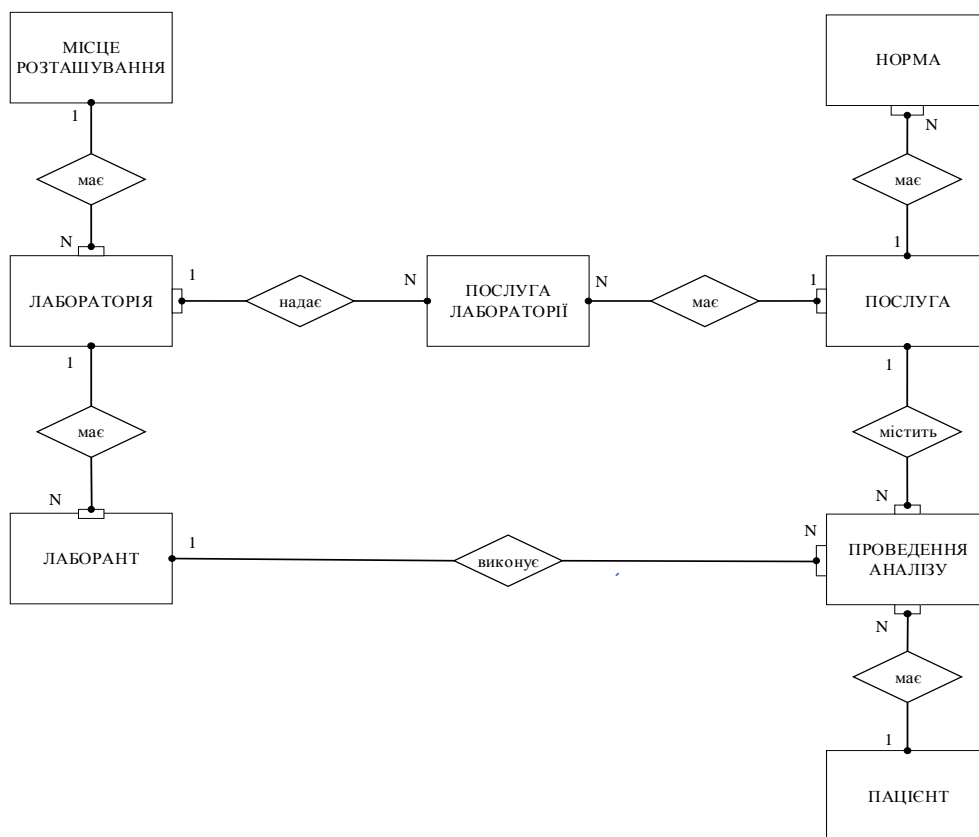 МІСЦЕ
РОЗТАШУВАННЯ
НОРМА
1
N
має
має
N
1
ЛАБОРАТОРІЯ
1
надає
N
ПОСЛУГА
ЛАБОРАТОРІЇ
N
має
1
ПОСЛУГА
1
1
має
містить
N
N
ЛАБОРАНТ
1
виконує
N
ПРОВЕДЕННЯ
АНАЛІЗУ
N
має
1
ПАЦІЄНТ